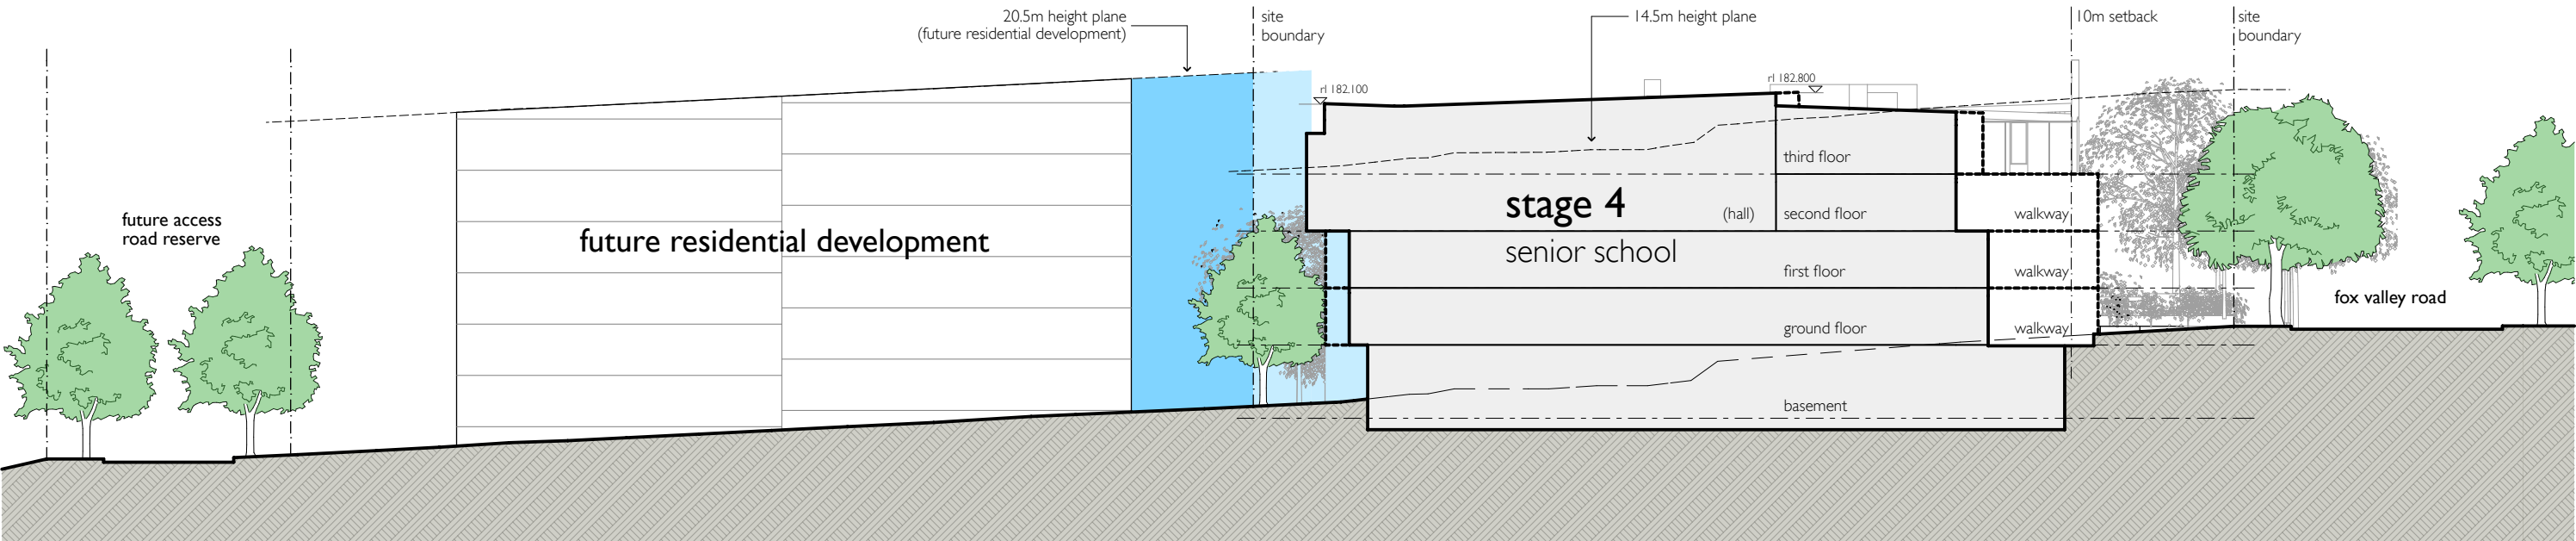 20.5m height plane
(future residential development)
site
boundary
14.5m height plane
10m setback
site
boundary
rl 182.100
rl 182.800
third floor
future access
road reserve
stage 4
(hall)
second floor
walkway
future residential development
senior school
first floor
walkway
fox valley road
ground floor
walkway
basement